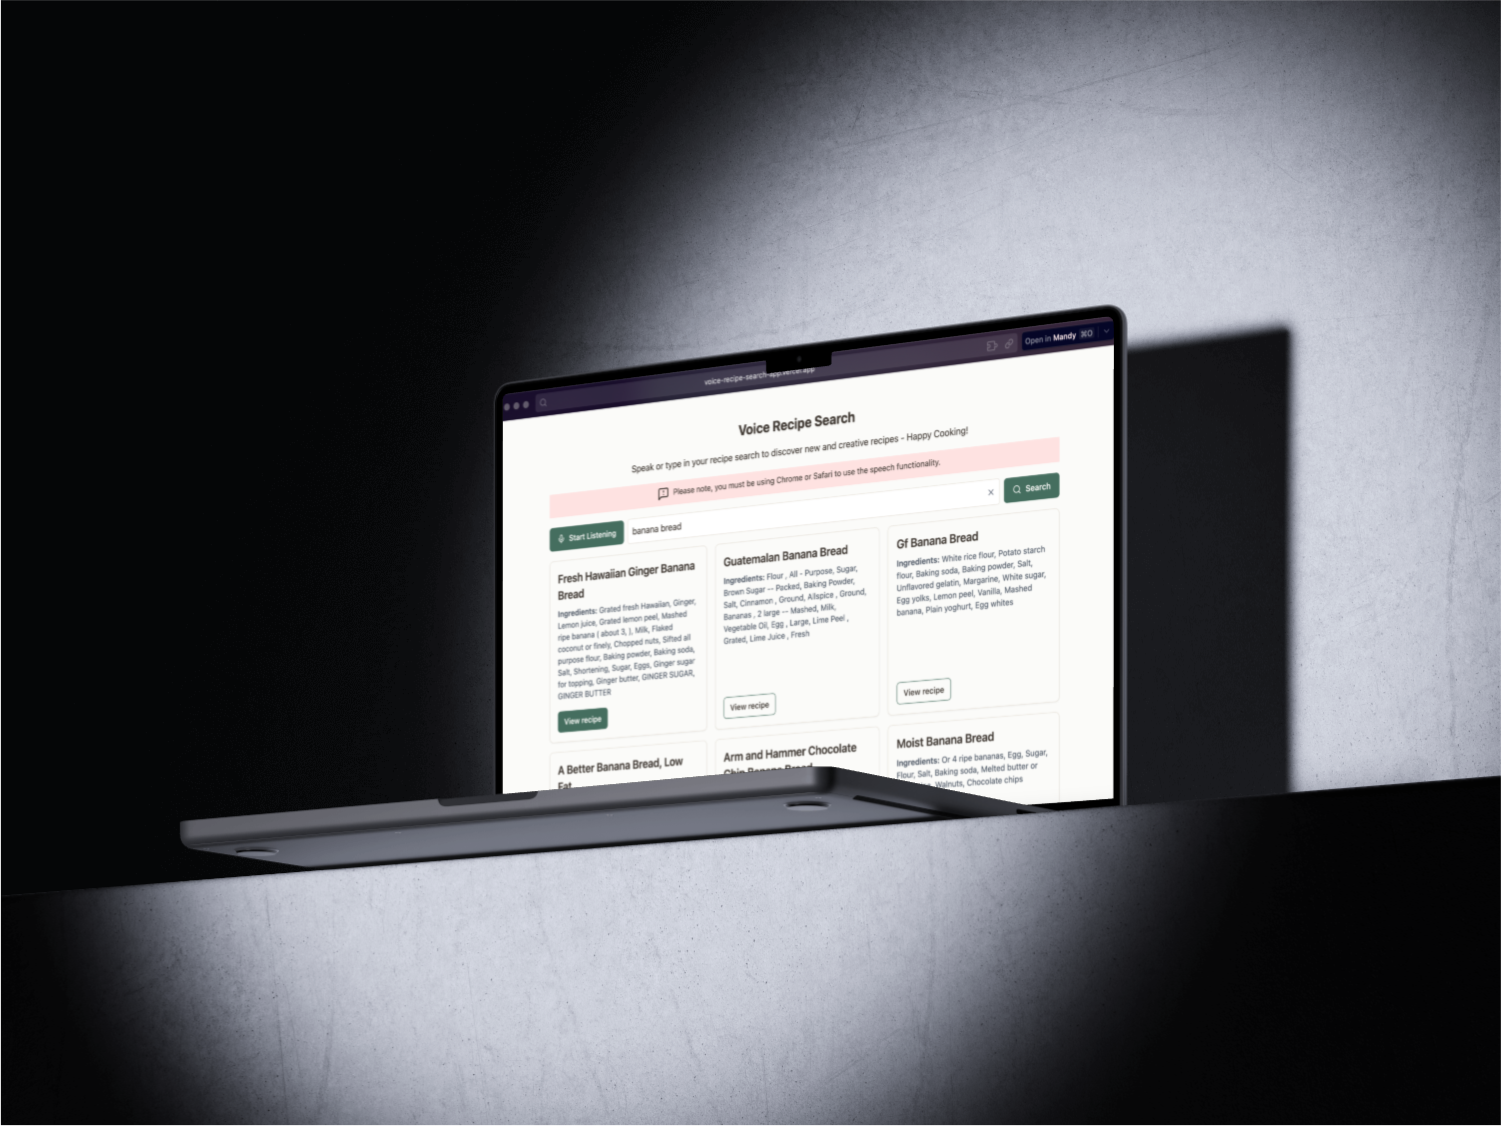 voice-recipe-search-app.vercel.app
Open in Mandy ⌘O
Voice Recipe Search
Speak or type in your recipe search to discover new and creative recipes - Happy Cooking!
Please note, you must be using Chrome or Safari to use the speech functionality.
Start Listening
banana bread
Search
Fresh Hawaiian Ginger Banana
Bread
Ingredients: Grated fresh Hawaiian, Ginger,
Lemon juice, Grated lemon peel, Mashed
ripe banana ( about 3, ), Milk, Flaked
coconut or finely, Chopped nuts, Sifted all
purpose flour, Baking powder, Baking soda,
Salt, Shortening, Sugar, Eggs, Ginger sugar
for topping, Ginger butter, GINGER SUGAR,
GINGER BUTTER
View recipe
Guatemalan Banana Bread
Ingredients: Flour , All - Purpose, Sugar,
Brown Sugar -- Packed, Baking Powder,
Salt, Cinnamon , Ground, Allspice , Ground,
Bananas , 2 large -- Mashed, Milk,
Vegetable Oil, Egg , Large, Lime Peel ,
Grated, Lime Juice , Fresh
View recipe
Gf Banana Bread
Ingredients: White rice flour, Potato starch
flour, Baking soda, Baking powder, Salt,
Unflavored gelatin, Margarine, White sugar,
Egg yolks, Lemon peel, Vanilla, Mashed
banana, Plain yoghurt, Egg whites
View recipe
A Better Banana Bread, Low
Fat
Arm and Hammer Chocolate
Chip Banana Bread
Moist Banana Bread
Ingredients: Or 4 ripe bananas, Egg, Sugar,
Flour, Salt, Baking soda, Melted butter or
Walnuts, Chocolate chips